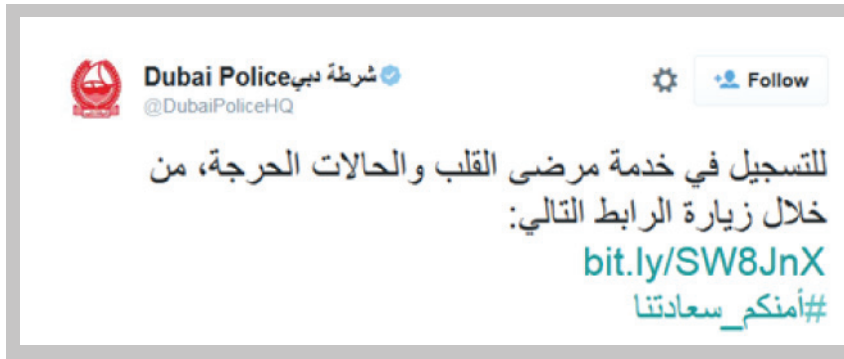 Dubai Police شرطة دبي
@DubaiPoliceHQ
Follow
للتسجيل في خدمة مرضى القلب والحالات الحرجة، من
خلال زيارة الرابط التالي:
bit.ly/SW8JnX
#أمنكم_سعادتنا